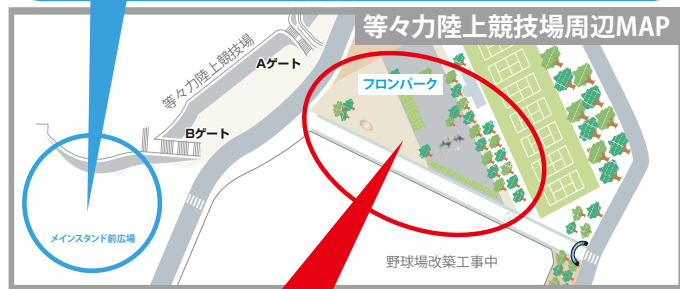 等々力陸上競技場周辺MAP
等々力陸上競技場
Aゲート
フロンパーク
Bゲート
メインスタンド前広場
野球場改築工事中